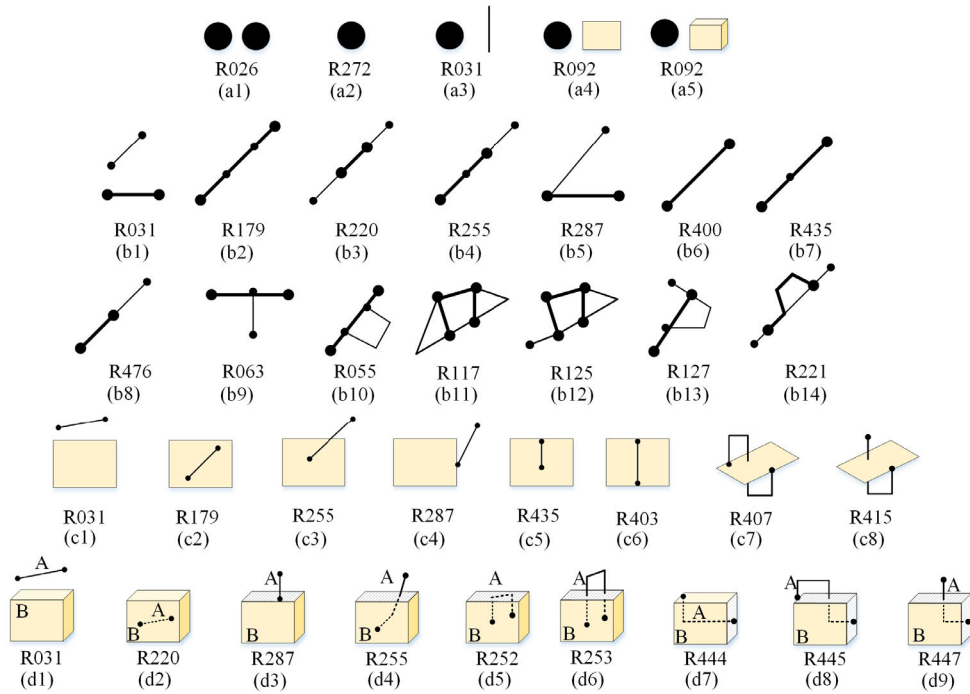 R026 R272 R031 R092 R092
(a1) (a2) (a3) (a4) (a5)
R031 R179 R220 R255 R287 R400 R435
(b1) (b2) (b3) (b4) (b5) (b6) (b7)
R476 R063 R055 R117 R125 R127 R221
(b8) (b9) (b10) (b11) (b12) (b13) (b14)
R031 R179 R255 R287 R435 R403 R407 R415
(c1) (c2) (c3) (c4) (c5) (c6) (c7) (c8)
A A A A A A A A A
B B B B B B B B B
R031 R220 R287 R255 R252 R253 R444 R445 R447
(d1) (d2) (d3) (d4) (d5) (d6) (d7) (d8) (d9)